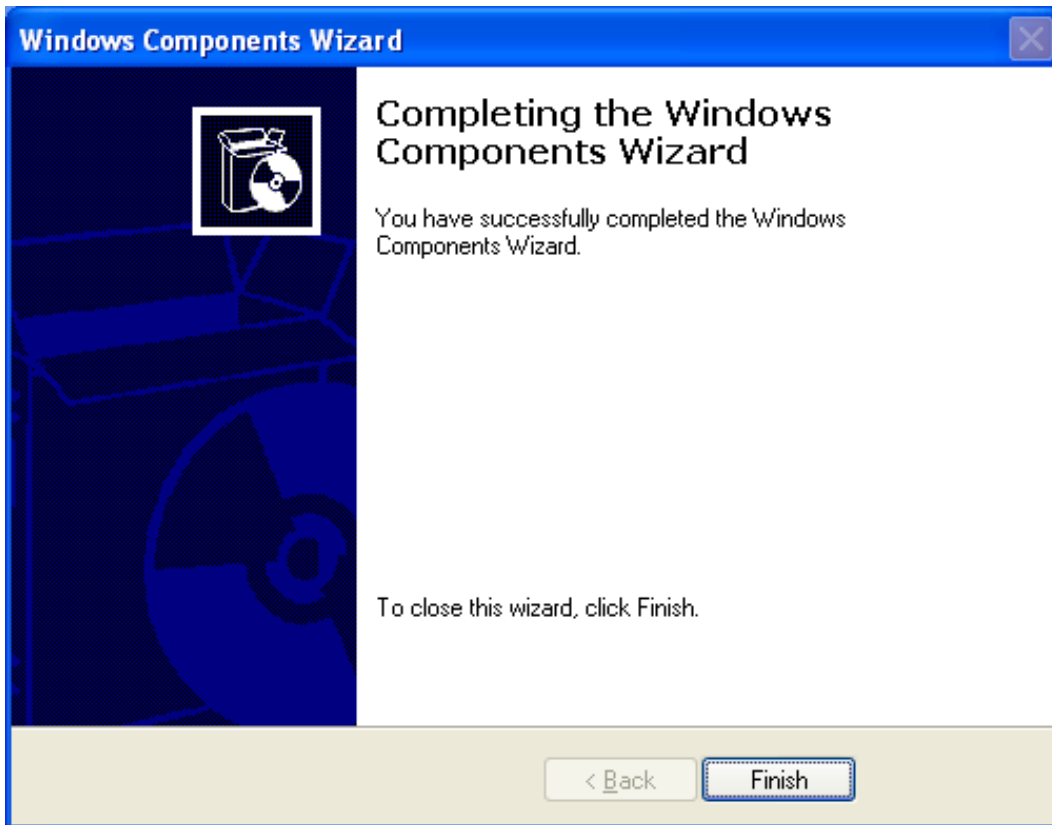 Windows Components Wizard
Completing the Windows
Components Wizard
You have successfully completed the Windows
Components Wizard.
To close this wizard, click Finish.
< Back
Finish